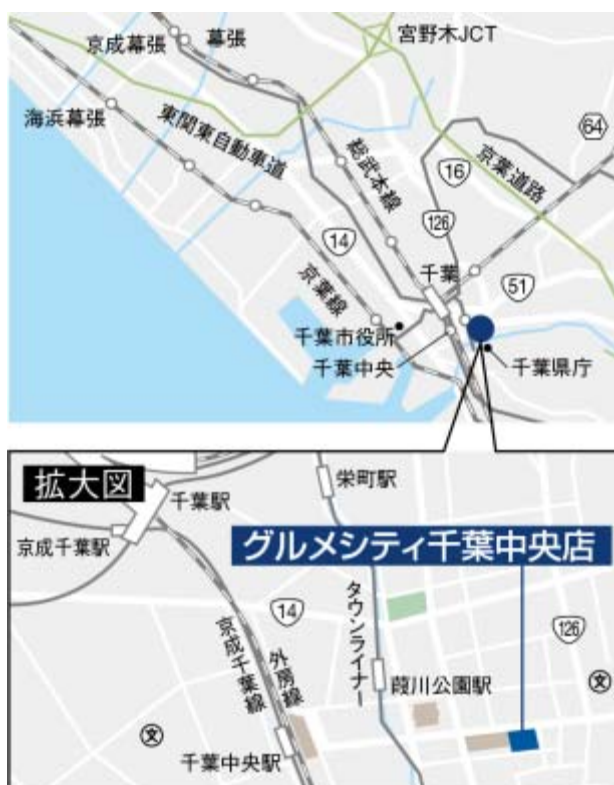 宮野木JCT
幕張
京成幕張
海浜幕張
東関東自動車道
総武本線
京葉道路
64
16
126
14
51
京葉線
千葉
千葉市役所
千葉中央
千葉県庁
拡大図
千葉駅
栄町駅
京成千葉駅
グルメシティ千葉中央店
タウンライナー
14
126
京成千葉線
外房線
葭川公園駅
文
文
千葉中央駅